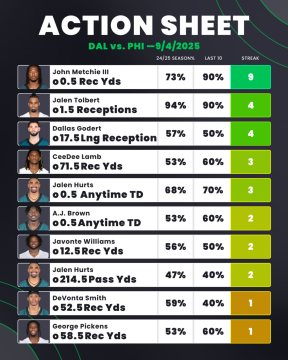 ACTION SHEET
DAL vs. PHI —9/4/2025
24/25 SEASON% LAST 10 STREAK
John Metchie III
o0.5 Rec Yds 73% 90% 9
Jalen Tolbert
o1.5 Receptions 94% 90% 4
Dallas Godert
o17.5 Lng Reception 57% 50% 4
CeeDee Lamb
o71.5 Rec Yds 53% 60% 3
Jalen Hurts
o0.5 Anytime TD 68% 70% 3
A.J. Brown
o0.5 Anytime TD 53% 60% 2
Javonte Williams
o12.5 Rec Yds 56% 50% 2
Jalen Hurts
o214.5 Pass Yds 47% 40% 2
DeVonta Smith
o52.5 Rec Yds 59% 40% 1
George Pickens
o58.5 Rec Yds 53% 60% 1